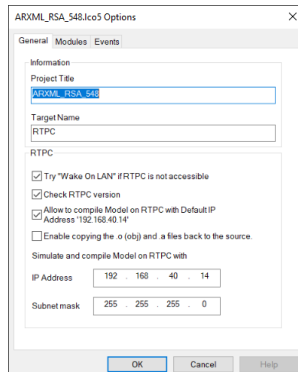 ARXML_RSA_548.lco5 Options
General Modules Events
Information
Project Title
ARXML_RSA_548
Target Name
RTPC
RTPC
Try "Wake On LAN" if RTPC is not accessible
Check RTPC version
Allow to compile Model on RTPC with Default IP
Address '192.168.40.14'
Enable copying the .o (obj) and .a files back to the source.
Simulate and compile Model on RTPC with
IP Address 192 . 168 . 40 . 14
Subnet mask 255 . 255 . 255 . 0
OK Cancel Help